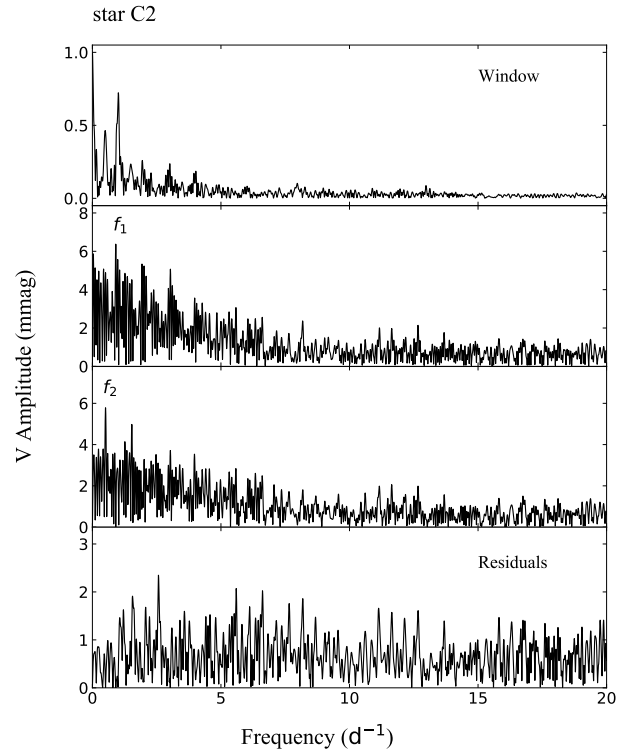 star C2
1.0
Window
0.5
0.0
8
f1
6
4
2
0
f2
6
4
2
0
V Amplitude (mmag)
3
Residuals
2
1
0
0 5 10 15 20
Frequency (d⁻¹)